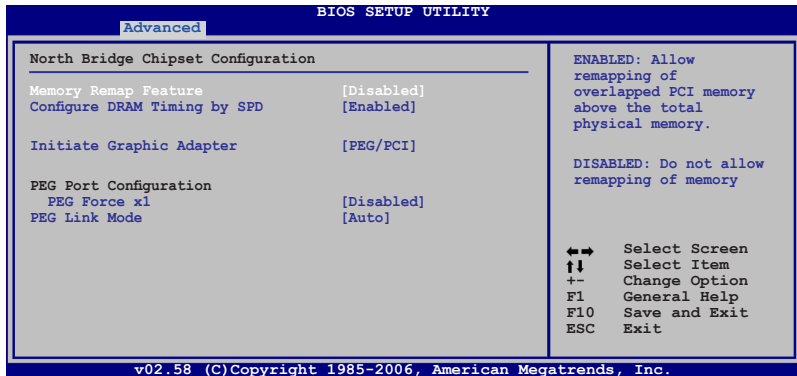 BIOS SETUP UTILITY
Advanced
North Bridge Chipset Configuration
Memory Remap Feature [Disabled]
Configure DRAM Timing by SPD [Enabled]
Initiate Graphic Adapter [PEG/PCI]
PEG Port Configuration
PEG Force x1 [Disabled]
PEG Link Mode [Auto]
ENABLED: Allow
remapping of
overlapped PCI memory
above the total
physical memory.
DISABLED: Do not allow
remapping of memory
←→ Select Screen
↑↓ Select Item
+- Change Option
F1 General Help
F10 Save and Exit
ESC Exit
v02.58 (C)Copyright 1985-2006, American Megatrends, Inc.